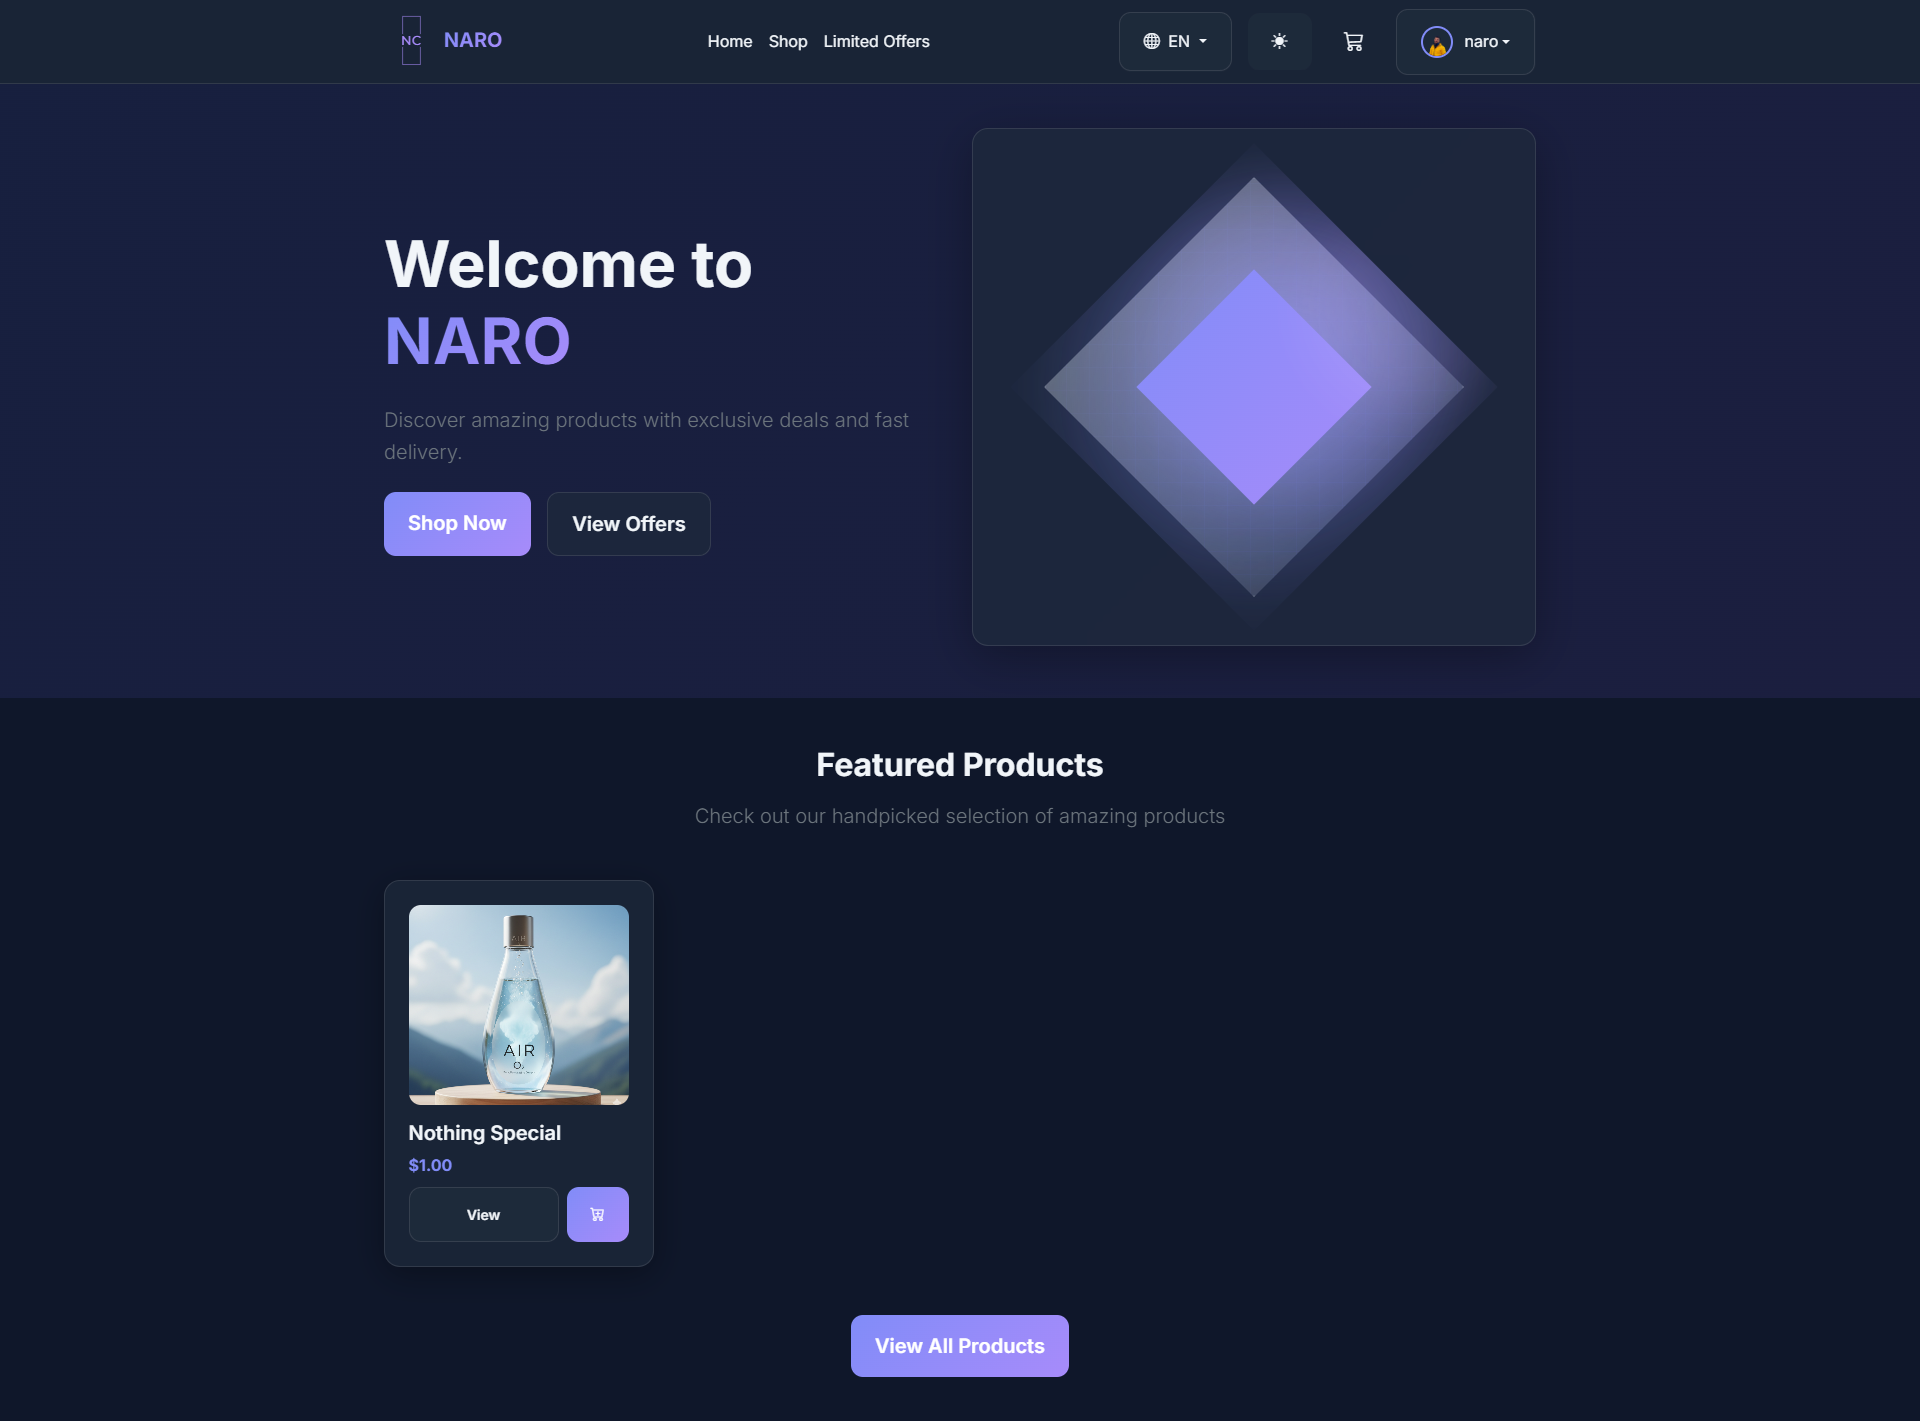 NC
NARO
Home
Shop
Limited Offers
EN
naro
Welcome to
NARO
Discover amazing products with exclusive deals and fast
delivery.
Shop Now
View Offers
Featured Products
Check out our handpicked selection of amazing products
AIR
AIR
Nothing Special
$1.00
View
View All Products